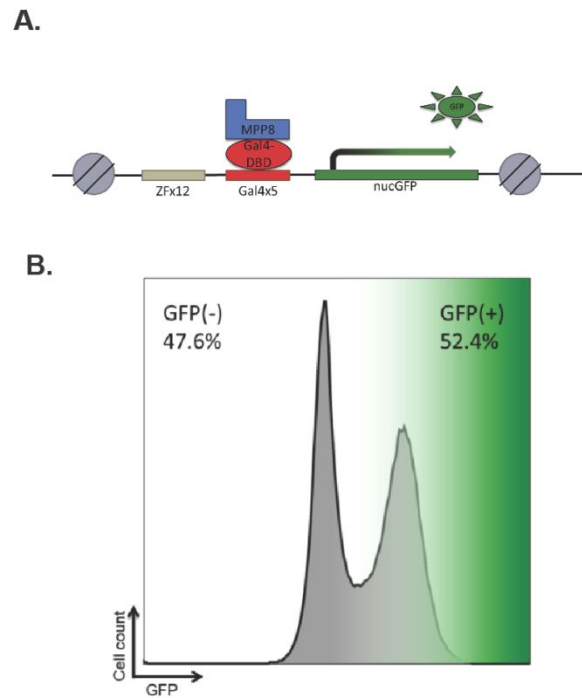 A.
GFP
MPP8
Gal4-
DBD
ZFx12
Gal4x5
nucGFP
B.
GFP(-)
47.6%
GFP(+)
52.4%
Cell count
GFP